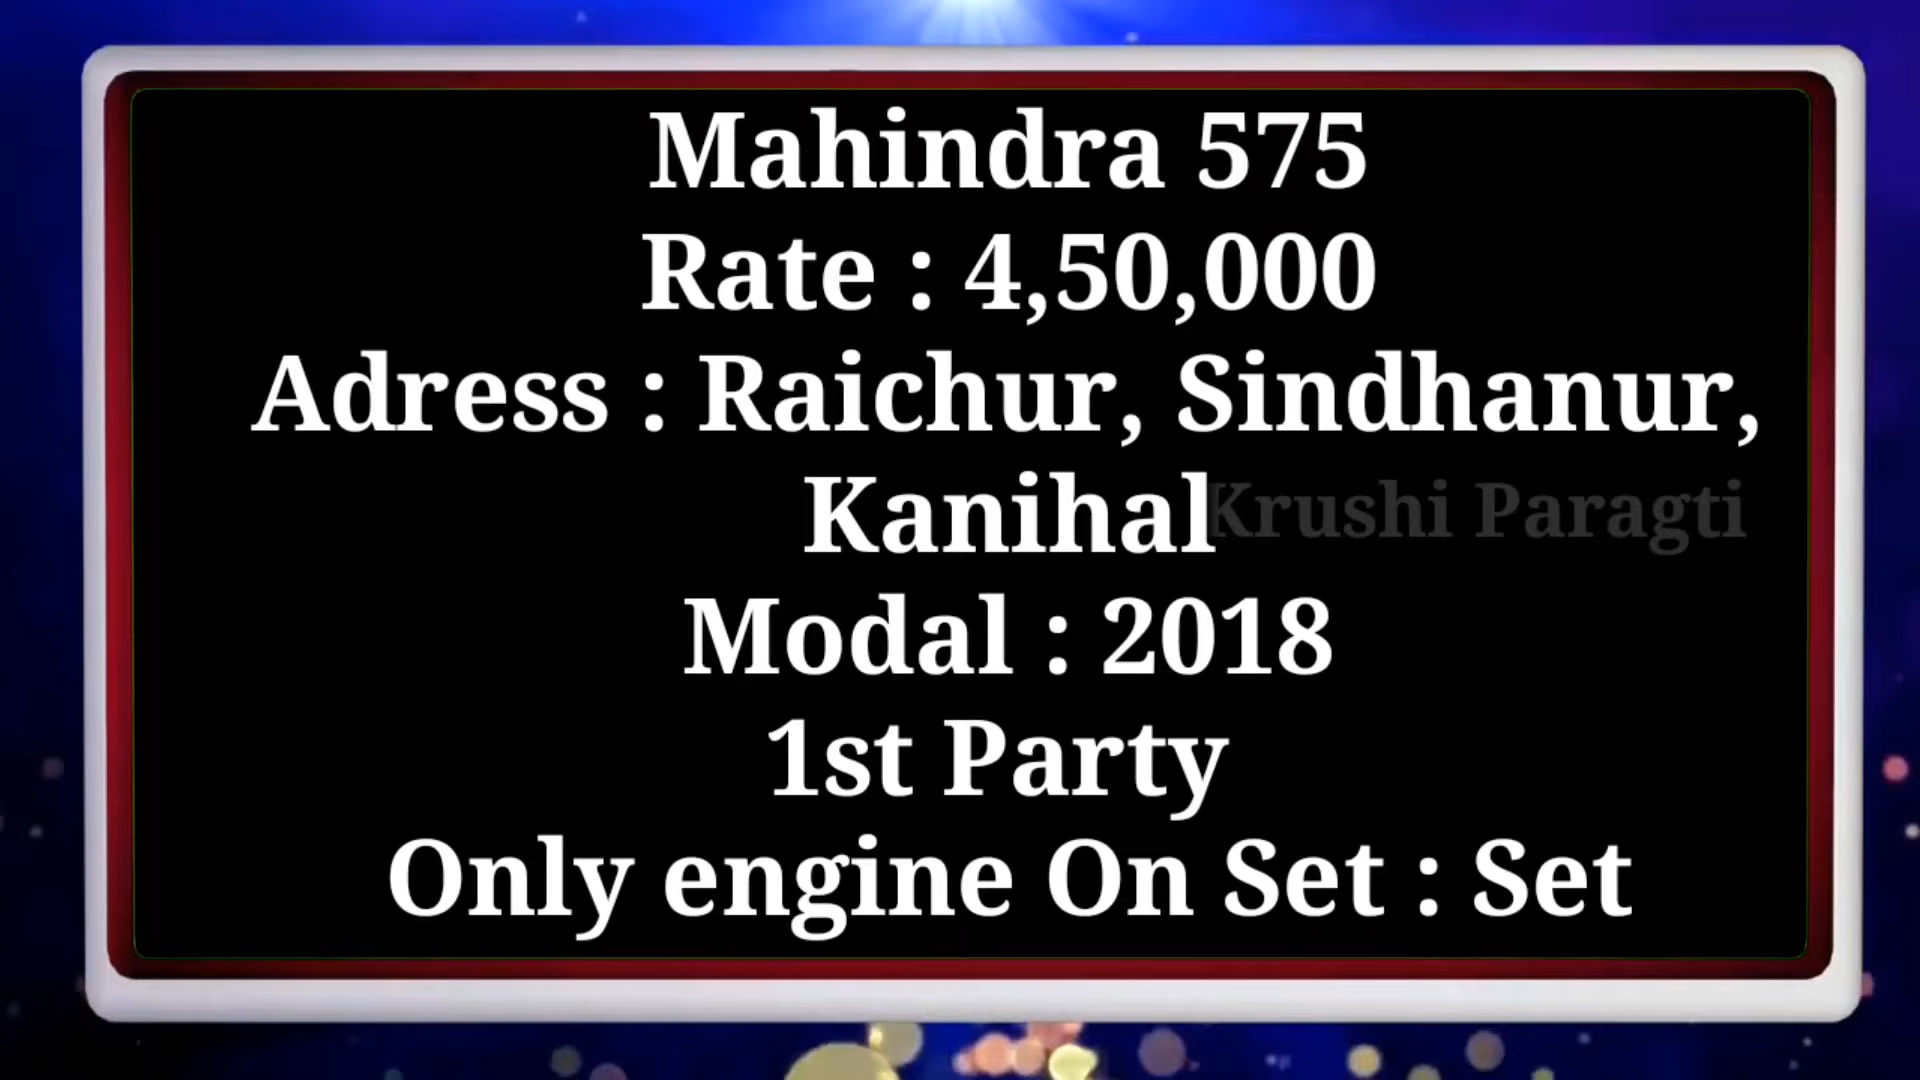 Mahindra 575
Rate : 4,50,000
Adress : Raichur, Sindhanur,
Kanihal
Krushi Paragti
Modal : 2018
1st Party
Only engine On Set : Set